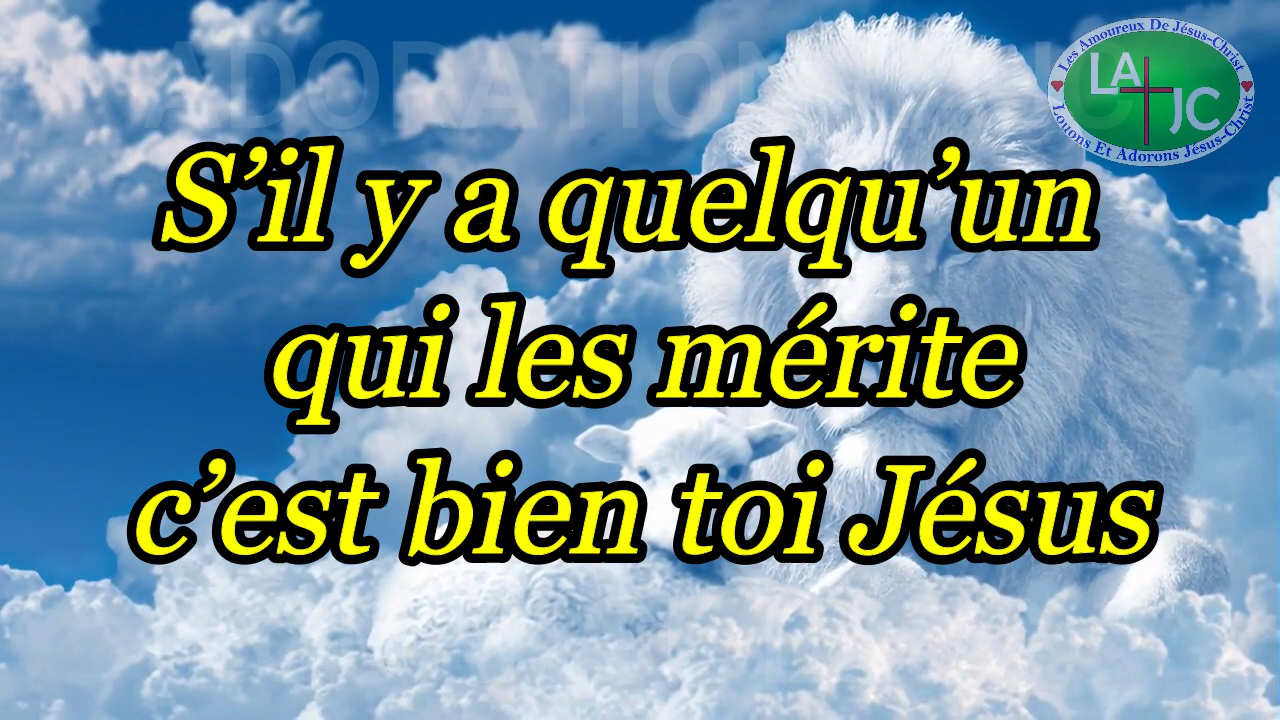 ADORATION
Les Amoureux De Jésus-Christ
LA
JC
Louons Et Adorons Jésus-Christ
S’il y a quelqu’un
qui les mérite
c’est bien toi Jésus